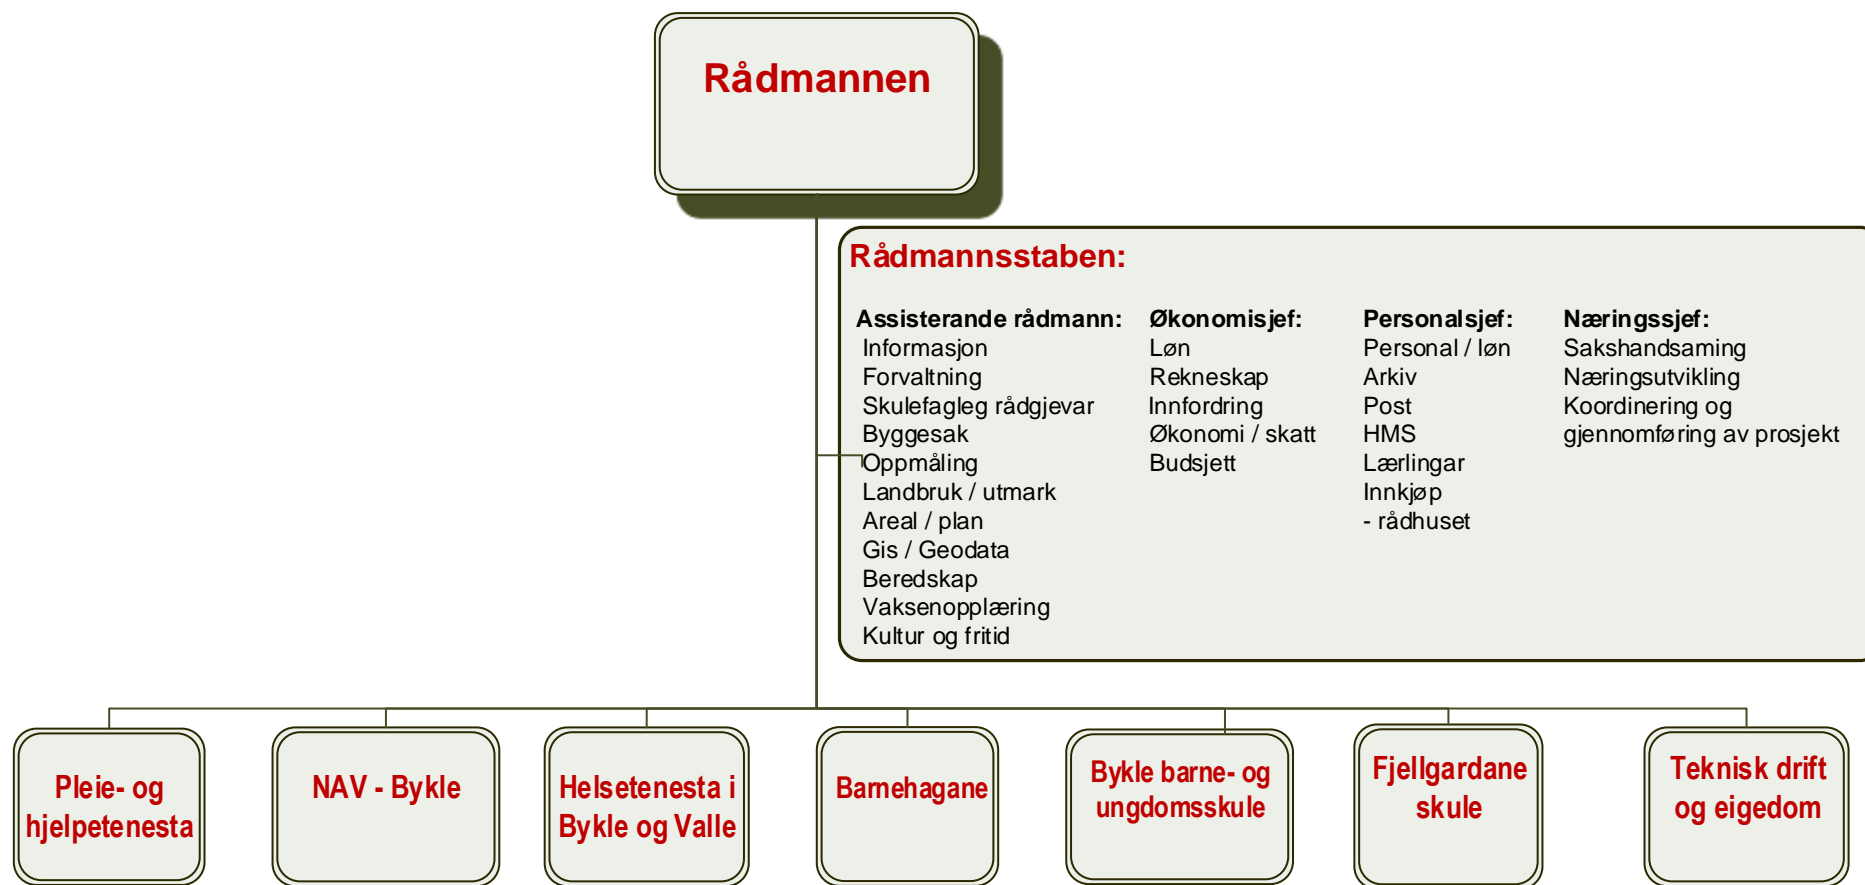 Rådmannen
Rådmannsstaben:
Assisterande rådmann:
Informasjon
Forvaltning
Skulefagleg rådgjevar
Byggesak
Oppmåling
Landbruk / utmark
Areal / plan
Gis / Geodata
Beredskap
Vaksenopplæring
Kultur og fritid
Økonomisjef:
Løn
Rekneskap
Innfordring
Økonomi / skatt
Budsjett
Personalsjef:
Personal / løn
Arkiv
Post
HMS
Lærlingar
Innkjøp
- rådhuset
Næringssjef:
Sakshandsaming
Næringsutvikling
Koordinering og
gjennomføring av prosjekt
Pleie- og
hjelpetenesta
NAV - Bykle
Helsetenesta i
Bykle og Valle
Barnehagane
Bykle barne- og
ungdomsskule
Fjellgardane
skule
Teknisk drift
og eigedom